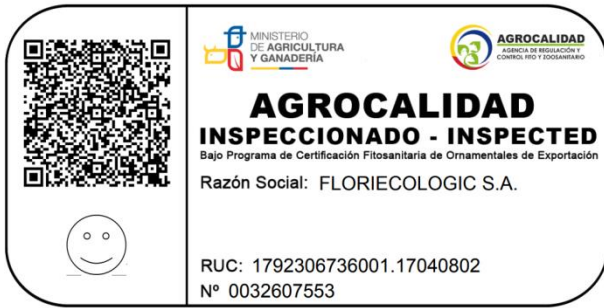 MINISTERIO
DE AGRICULTURA
Y GANADERÍA
AGROCALIDAD
AGENCIA DE REGULACIÓN Y
CONTROL FITO Y ZOOSANITARIO
AGROCALIDAD
INSPECCIONADO - INSPECTED
Bajo Programa de Certificación Fitosanitaria de Ornamentales de Exportación
Razón Social: FLORIECOLOGIC S.A.
RUC: 1792306736001.17040802
Nº 0032607553